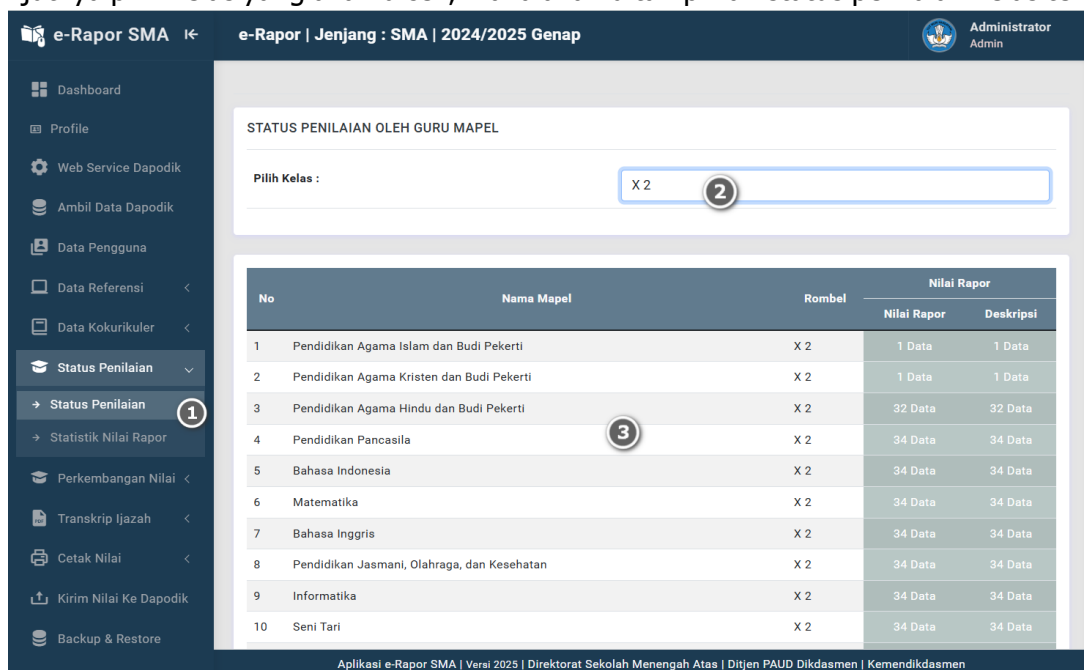 e-Rapor SMA
e-Rapor | Jenjang : SMA | 2024/2025 Genap
Administrator
Admin
Dashboard
Profile
Web Service Dapodik
Ambil Data Dapodik
Data Pengguna
Data Referensi
Data Kokurikuler
Status Penilaian
Status Penilaian
1
Statistik Nilai Rapor
Perkembangan Nilai
Transkrip Ijazah
Cetak Nilai
Kirim Nilai Ke Dapodik
Backup & Restore
STATUS PENILAIAN OLEH GURU MAPEL
Pilih Kelas :
X 2
2
No Nama Mapel Rombel Nilai Rapor
Nilai Rapor Deskripsi
1 Pendidikan Agama Islam dan Budi Pekerti X 2 1 Data 1 Data
2 Pendidikan Agama Kristen dan Budi Pekerti X 2 1 Data 1 Data
3 Pendidikan Agama Hindu dan Budi Pekerti X 2 32 Data 32 Data
3
4 Pendidikan Pancasila X 2 34 Data 34 Data
5 Bahasa Indonesia X 2 34 Data 34 Data
6 Matematika X 2 34 Data 34 Data
7 Bahasa Inggris X 2 34 Data 34 Data
8 Pendidikan Jasmani, Olahraga, dan Kesehatan X 2 34 Data 34 Data
9 Informatika X 2 34 Data 34 Data
10 Seni Tari X 2 34 Data 34 Data
Aplikasi e-Rapor SMA | Versi 2025 | Direktorat Sekolah Menengah Atas | Ditjen PAUD Dikdasmen | Kemendikdasmen